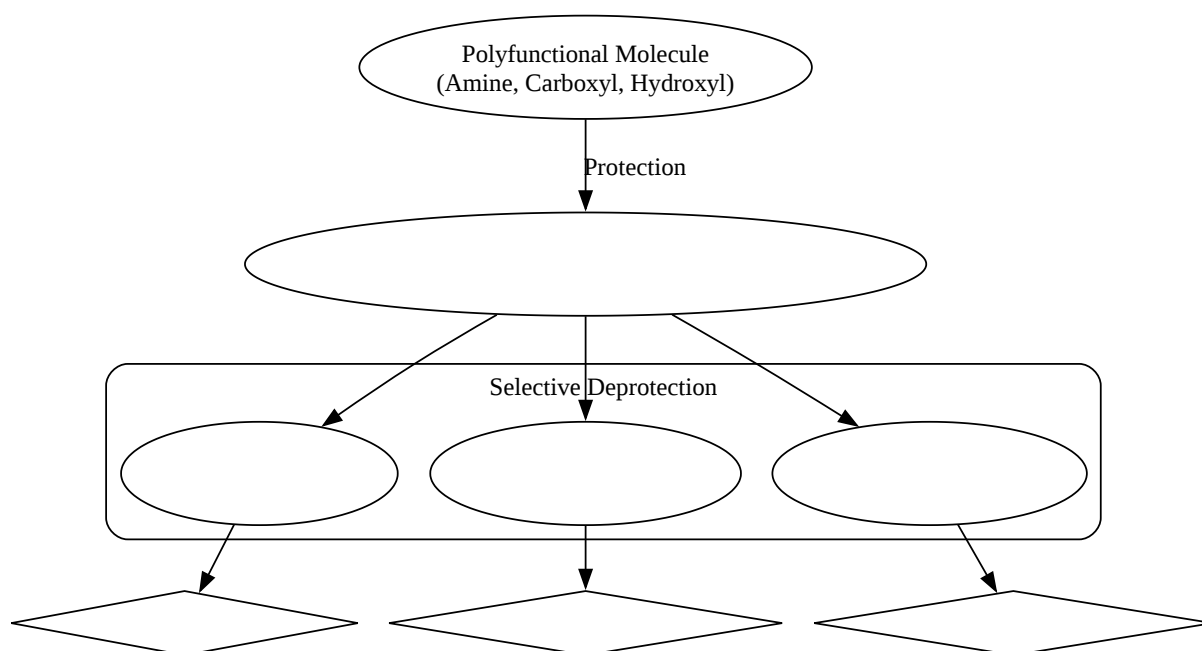 Polyfunctional Molecule
(Amine, Carboxyl, Hydroxyl)
Protection
Selective Deprotection